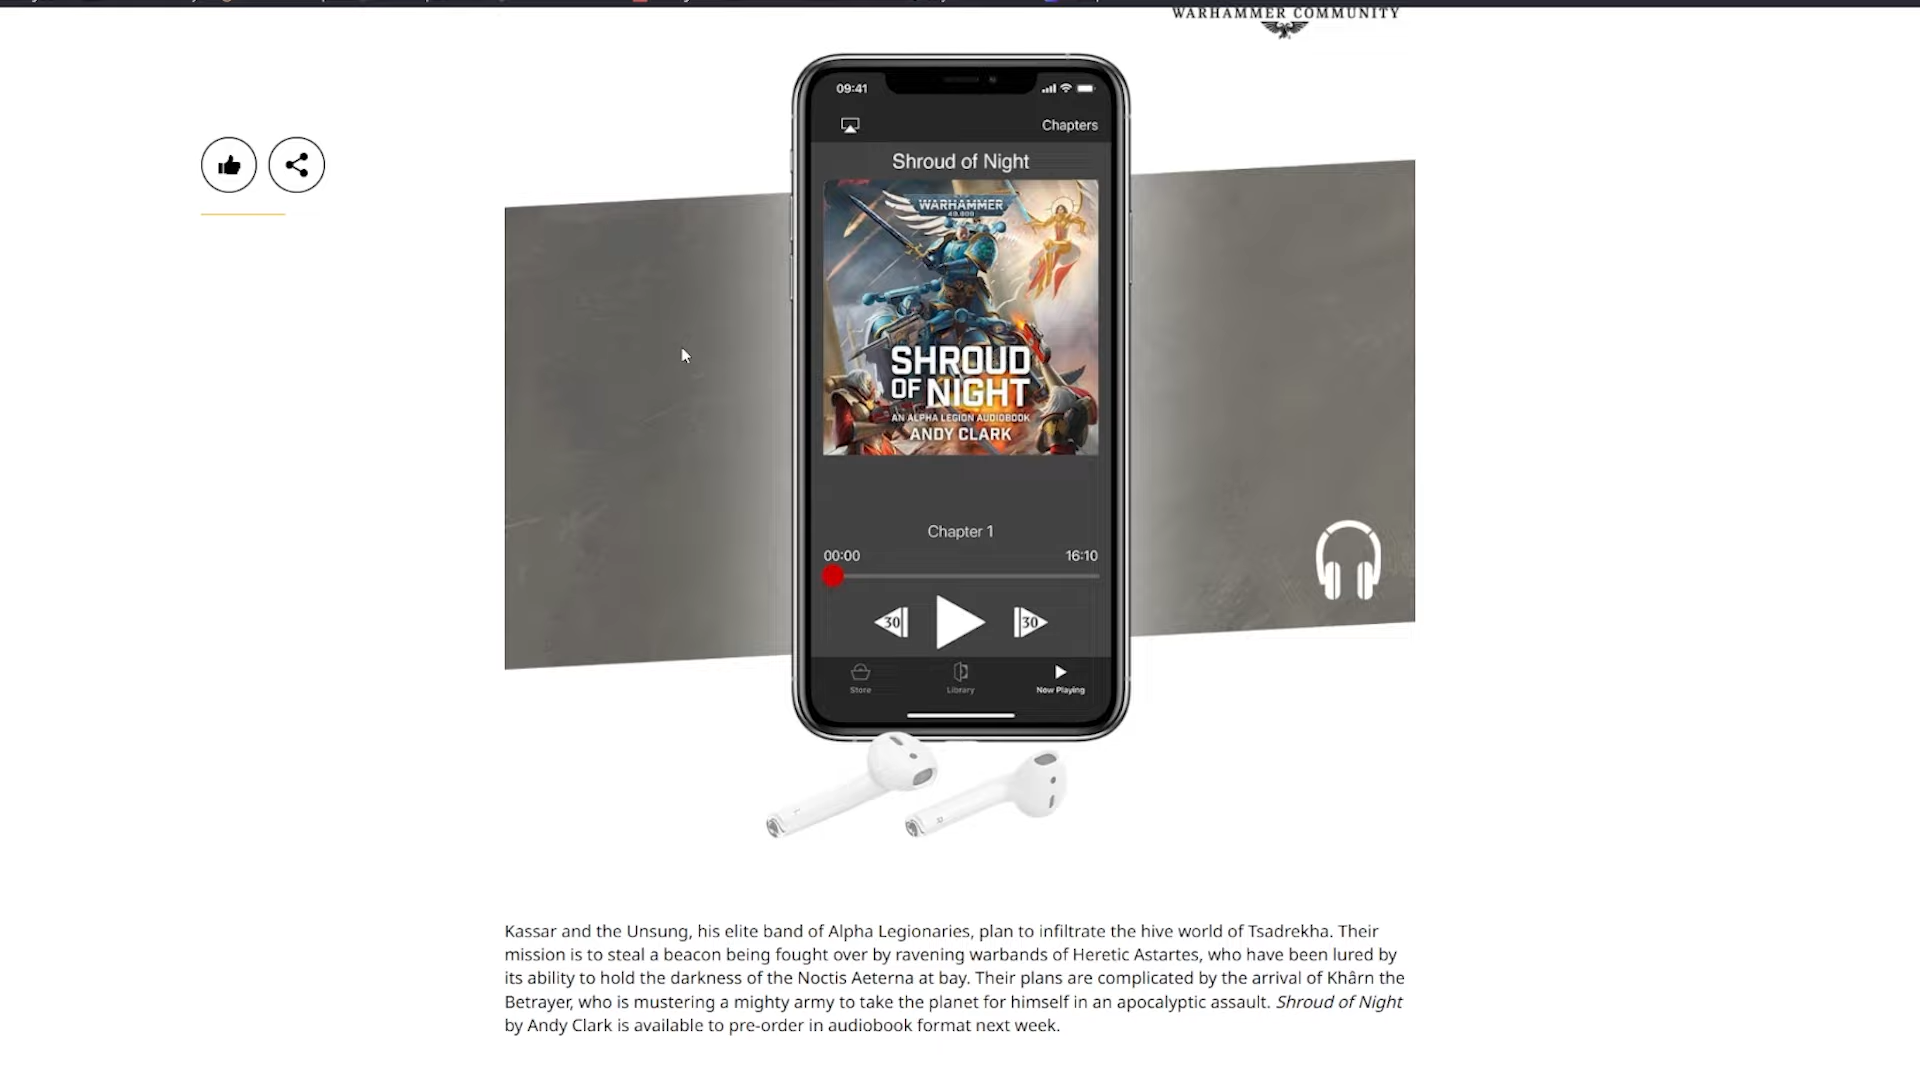 WARHAMMER COMMUNITY
09:41
Chapters
Shroud of Night
WARHAMMER
40,000
SHROUD
OF NIGHT
AN ALPHA LEGION AUDIOBOOK
ANDY CLARK
Chapter 1
00:00 16:10
30 30
Store Library Now Playing
Kassar and the Unsung, his elite band of Alpha Legionaries, plan to infiltrate the hive world of Tsadrekha. Their
mission is to steal a beacon being fought over by ravening warbands of Heretic Astartes, who have been lured by
its ability to hold the darkness of the Noctis Aeterna at bay. Their plans are complicated by the arrival of Khârn the
Betrayer, who is mustering a mighty army to take the planet for himself in an apocalyptic assault. Shroud of Night
by Andy Clark is available to pre-order in audiobook format next week.